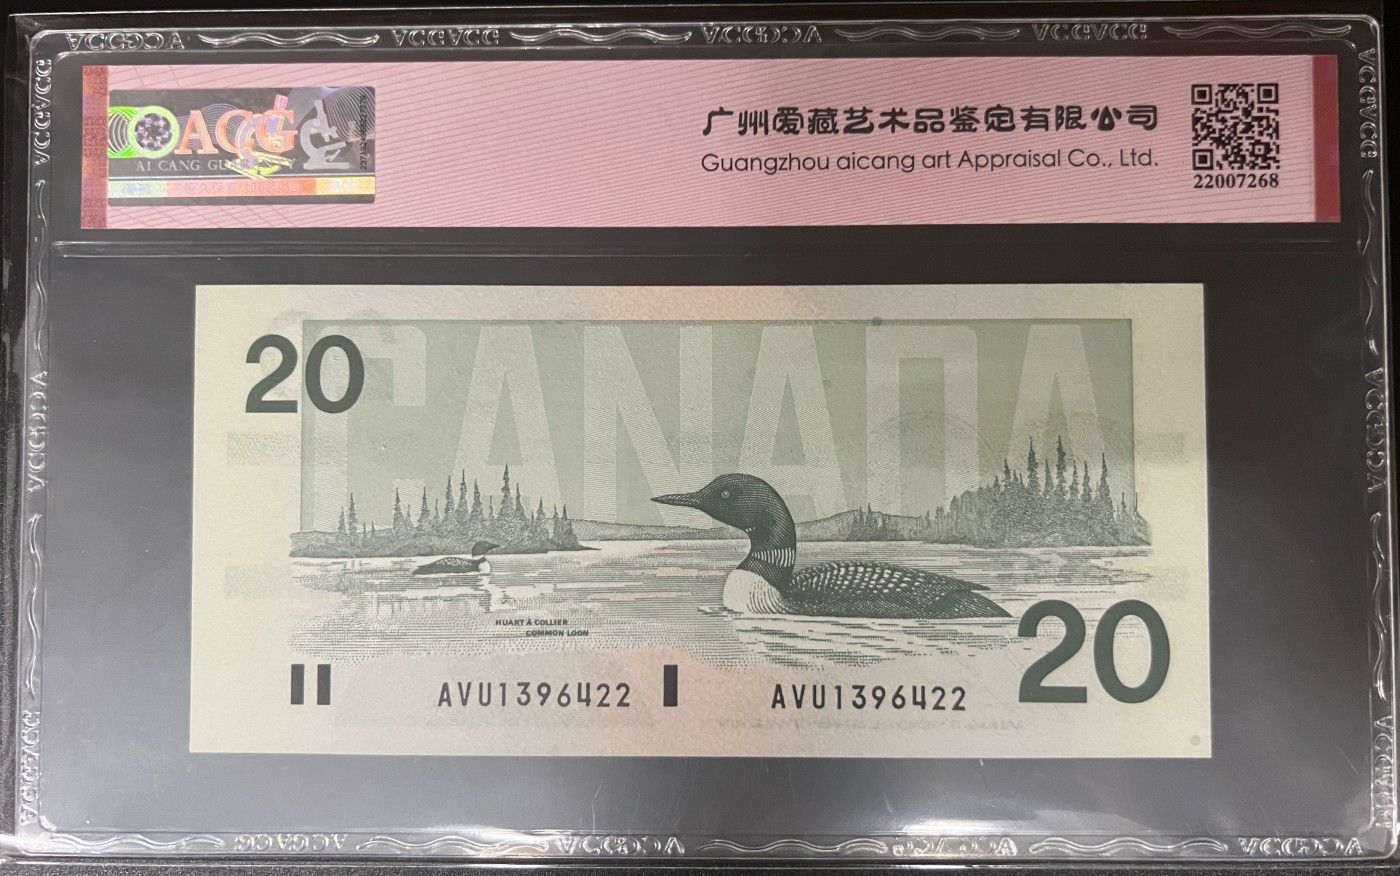 ACG
AI CANG GUARANTY
广州爱藏艺术品鉴定有限公司
Guangzhou aicang art Appraisal Co., Ltd.
22007268
20
CANADA
HUART À COLLIER
COMMON LOON
AVU1396422
AVU1396422
20